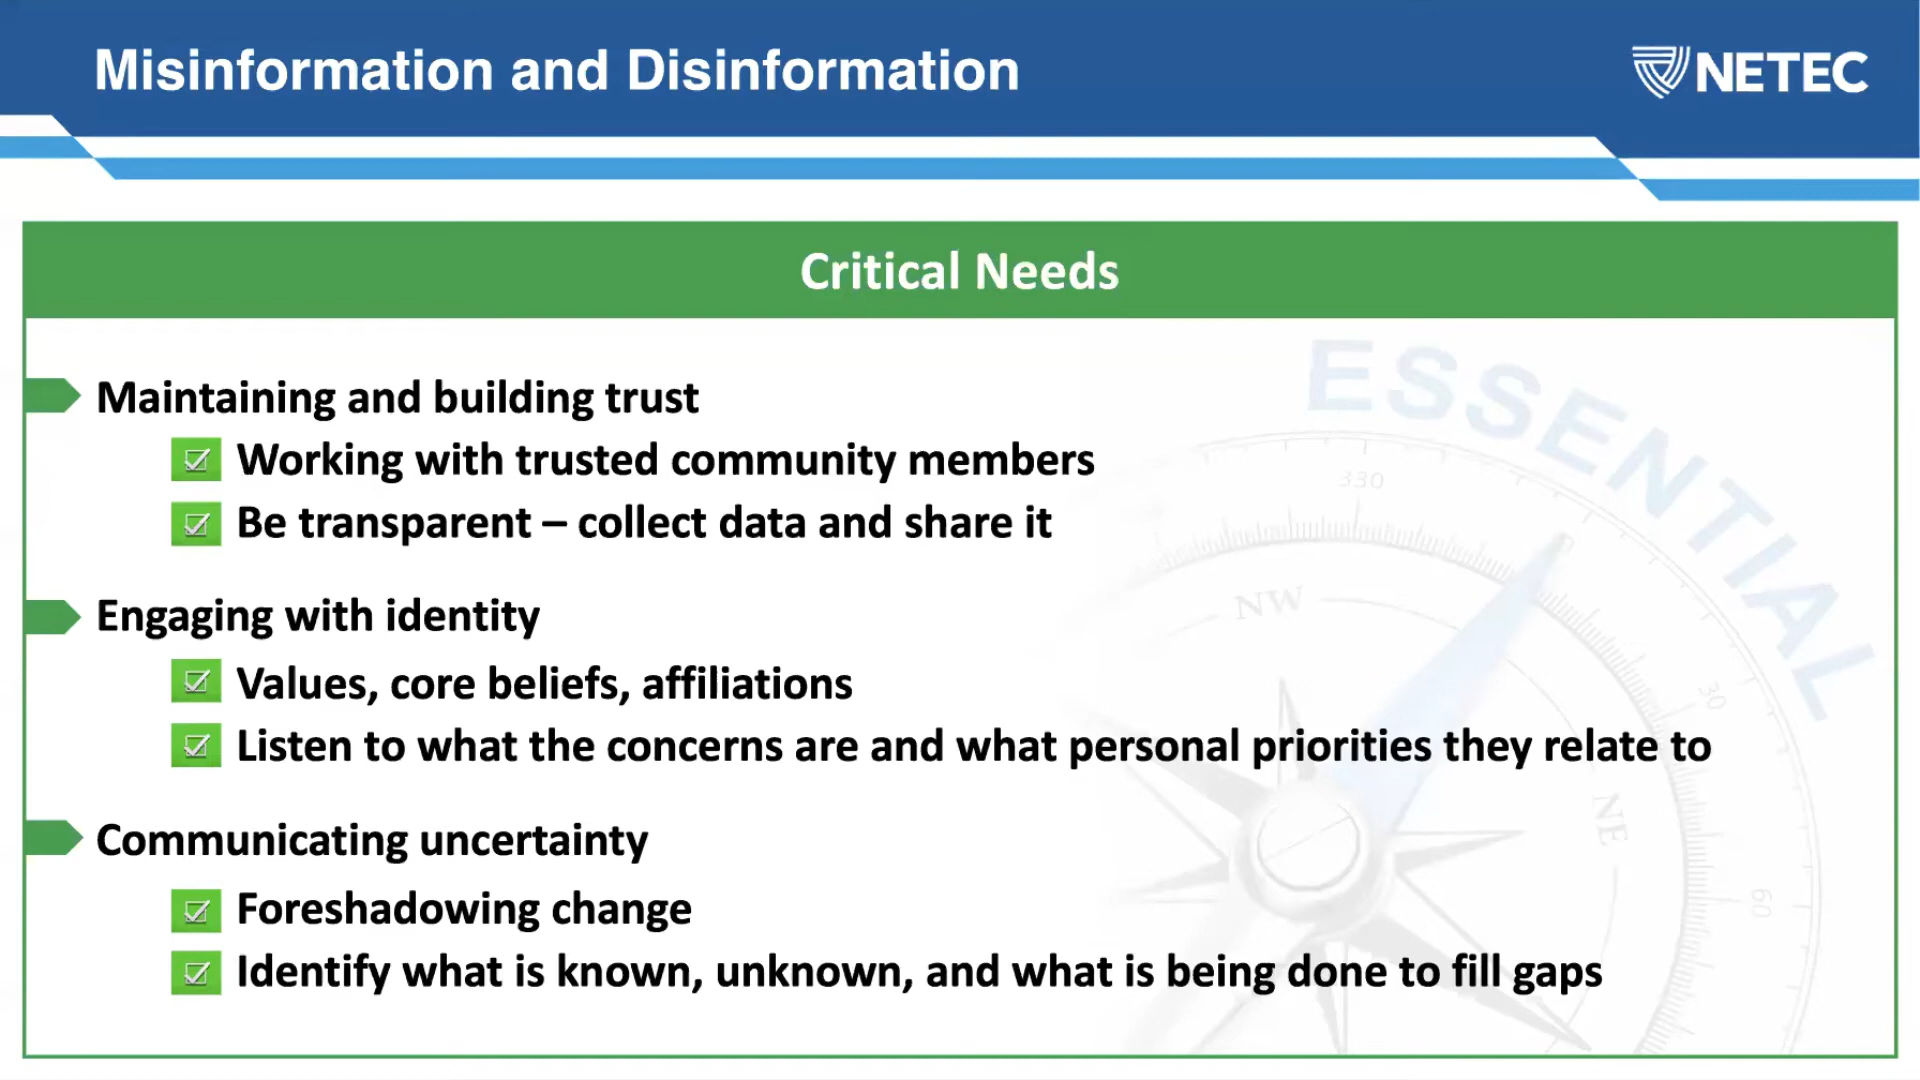 Misinformation and Disinformation
NETEC
Critical Needs
ESSENTIAL
Maintaining and building trust
Working with trusted community members
330
Be transparent – collect data and share it
NW
Engaging with identity
Values, core beliefs, affiliations
30
Listen to what the concerns are and what personal priorities they relate to
NE
Communicating uncertainty
60
Foreshadowing change
Identify what is known, unknown, and what is being done to fill gaps